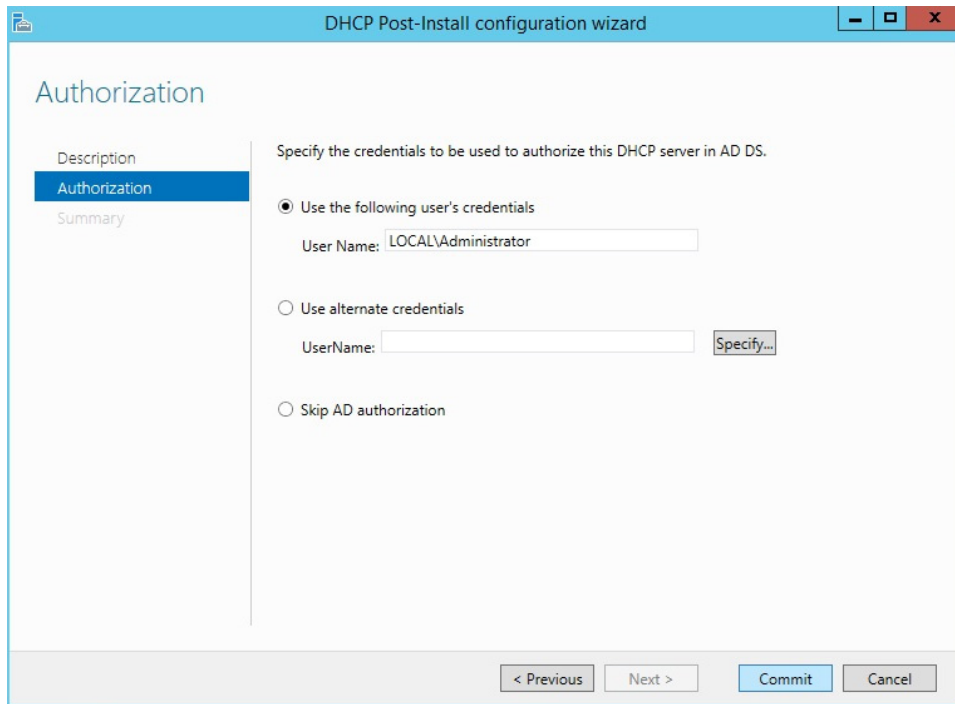 DHCP Post-Install configuration wizard
Authorization
Description
Authorization
Summary
Specify the credentials to be used to authorize this DHCP server in AD DS.
Use the following user's credentials
User Name: LOCAL\Administrator
Use alternate credentials
UserName:
Specify...
Skip AD authorization
< Previous
Next >
Commit
Cancel